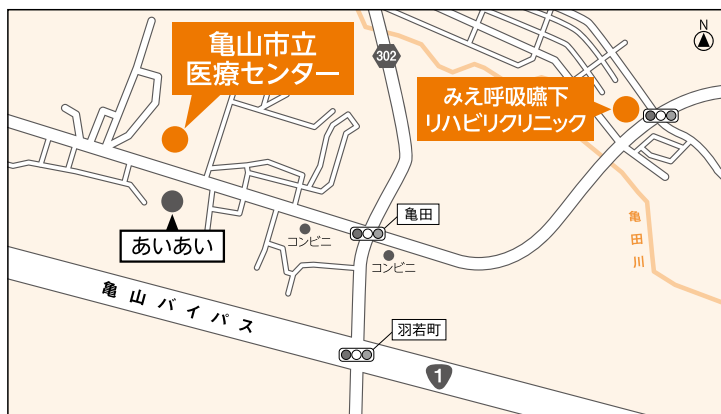 亀山市立
医療センター
302
N
みえ呼吸嚥下
リハビリクリニック
亀田
亀田川
コンビニ
コンビニ
あいあい
亀山バイパス
羽若町
1